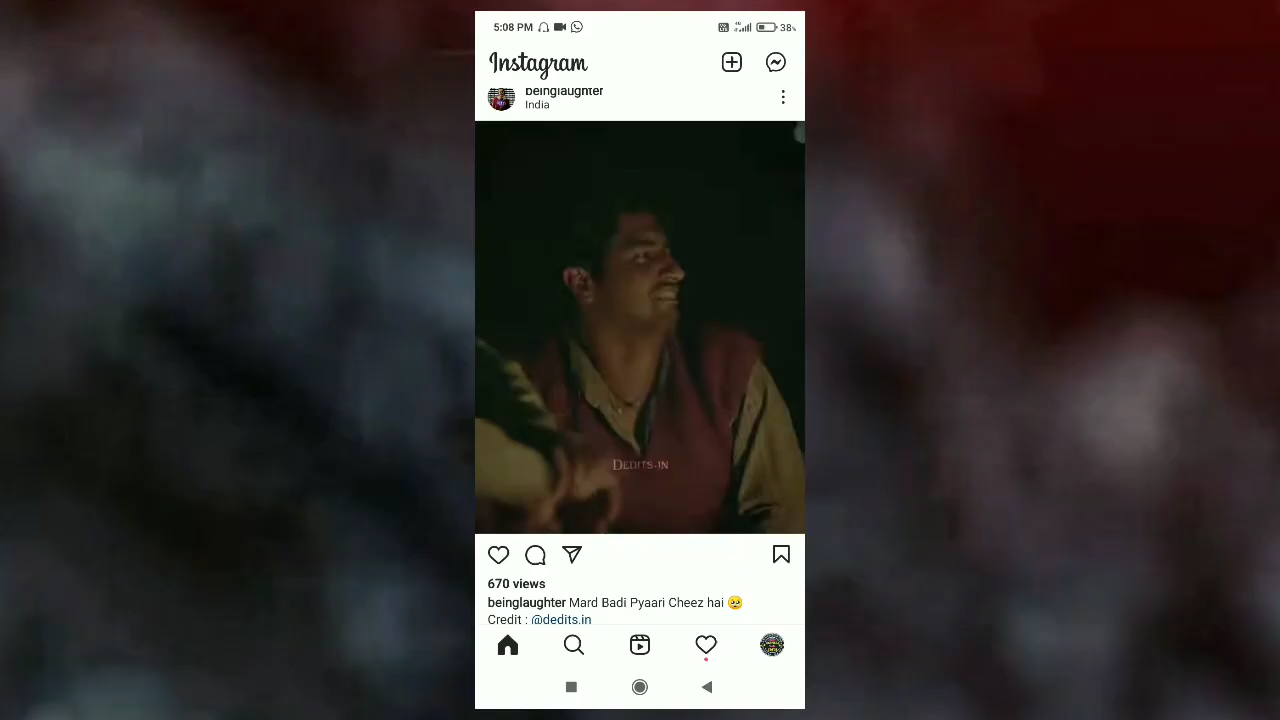 5:08 PM
38%
Instagram
beinglaughter
India
DEDITS.IN
670 views
beinglaughter Mard Badi Pyaari Cheez hai 🥺
Credit : @dedits.in